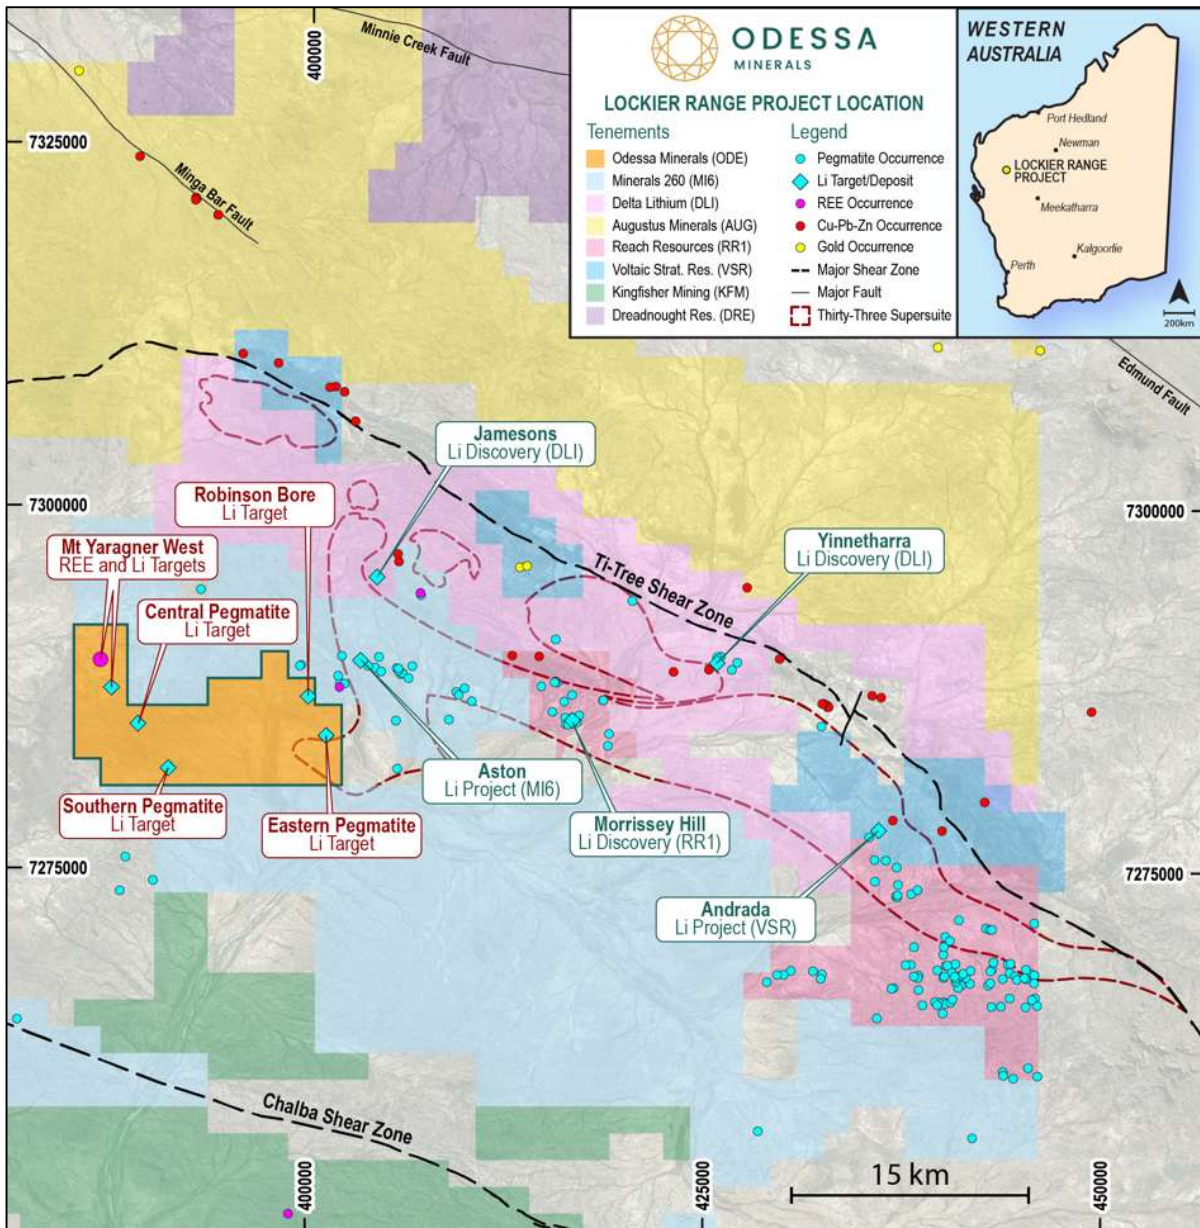 Minnie Creek Fault
400000
7325000
Minga Bar Fault
ODESSA
MINERALS
LOCKIER RANGE PROJECT LOCATION
Tenements
Odessa Minerals (ODE)
Minerals 260 (MI6)
Delta Lithium (DLI)
Augustus Minerals (AUG)
Reach Resources (RR1)
Voltaic Strat. Res. (VSR)
Kingfisher Mining (KFM)
Dreadnought Res. (DRE)
Legend
Pegmatite Occurrence
Li Target/Deposit
REE Occurrence
Cu-Pb-Zn Occurrence
Gold Occurrence
Major Shear Zone
Major Fault
Thirty-Three Supersuite
WESTERN
AUSTRALIA
Port Hedland
Newman
LOCKIER RANGE
PROJECT
Meekatharra
Kalgoorlie
Perth
200km
Edmund Fault
Jamesons
Li Discovery (DLI)
Robinson Bore
Li Target
7300000
7300000
Mt Yaragner West
REE and Li Targets
Yinnetharra
Li Discovery (DLI)
Ti-Tree Shear Zone
Central Pegmatite
Li Target
Aston
Li Project (MI6)
Southern Pegmatite
Li Target
Eastern Pegmatite
Li Target
Morrissey Hill
Li Discovery (RR1)
7275000
7275000
Andrada
Li Project (VSR)
Chalba Shear Zone
15 km
400000
425000
450000